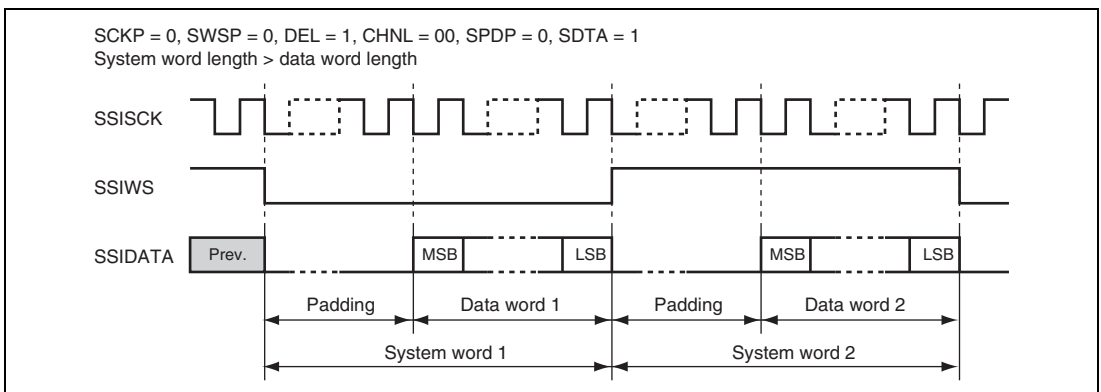 SCKP = 0, SWSP = 0, DEL = 1, CHNL = 00, SPDP = 0, SDTA = 1
System word length > data word length
SSISCK
SSIWS
SSIDATA
Prev.
MSB
LSB
MSB
LSB
Padding
Data word 1
Padding
Data word 2
System word 1
System word 2